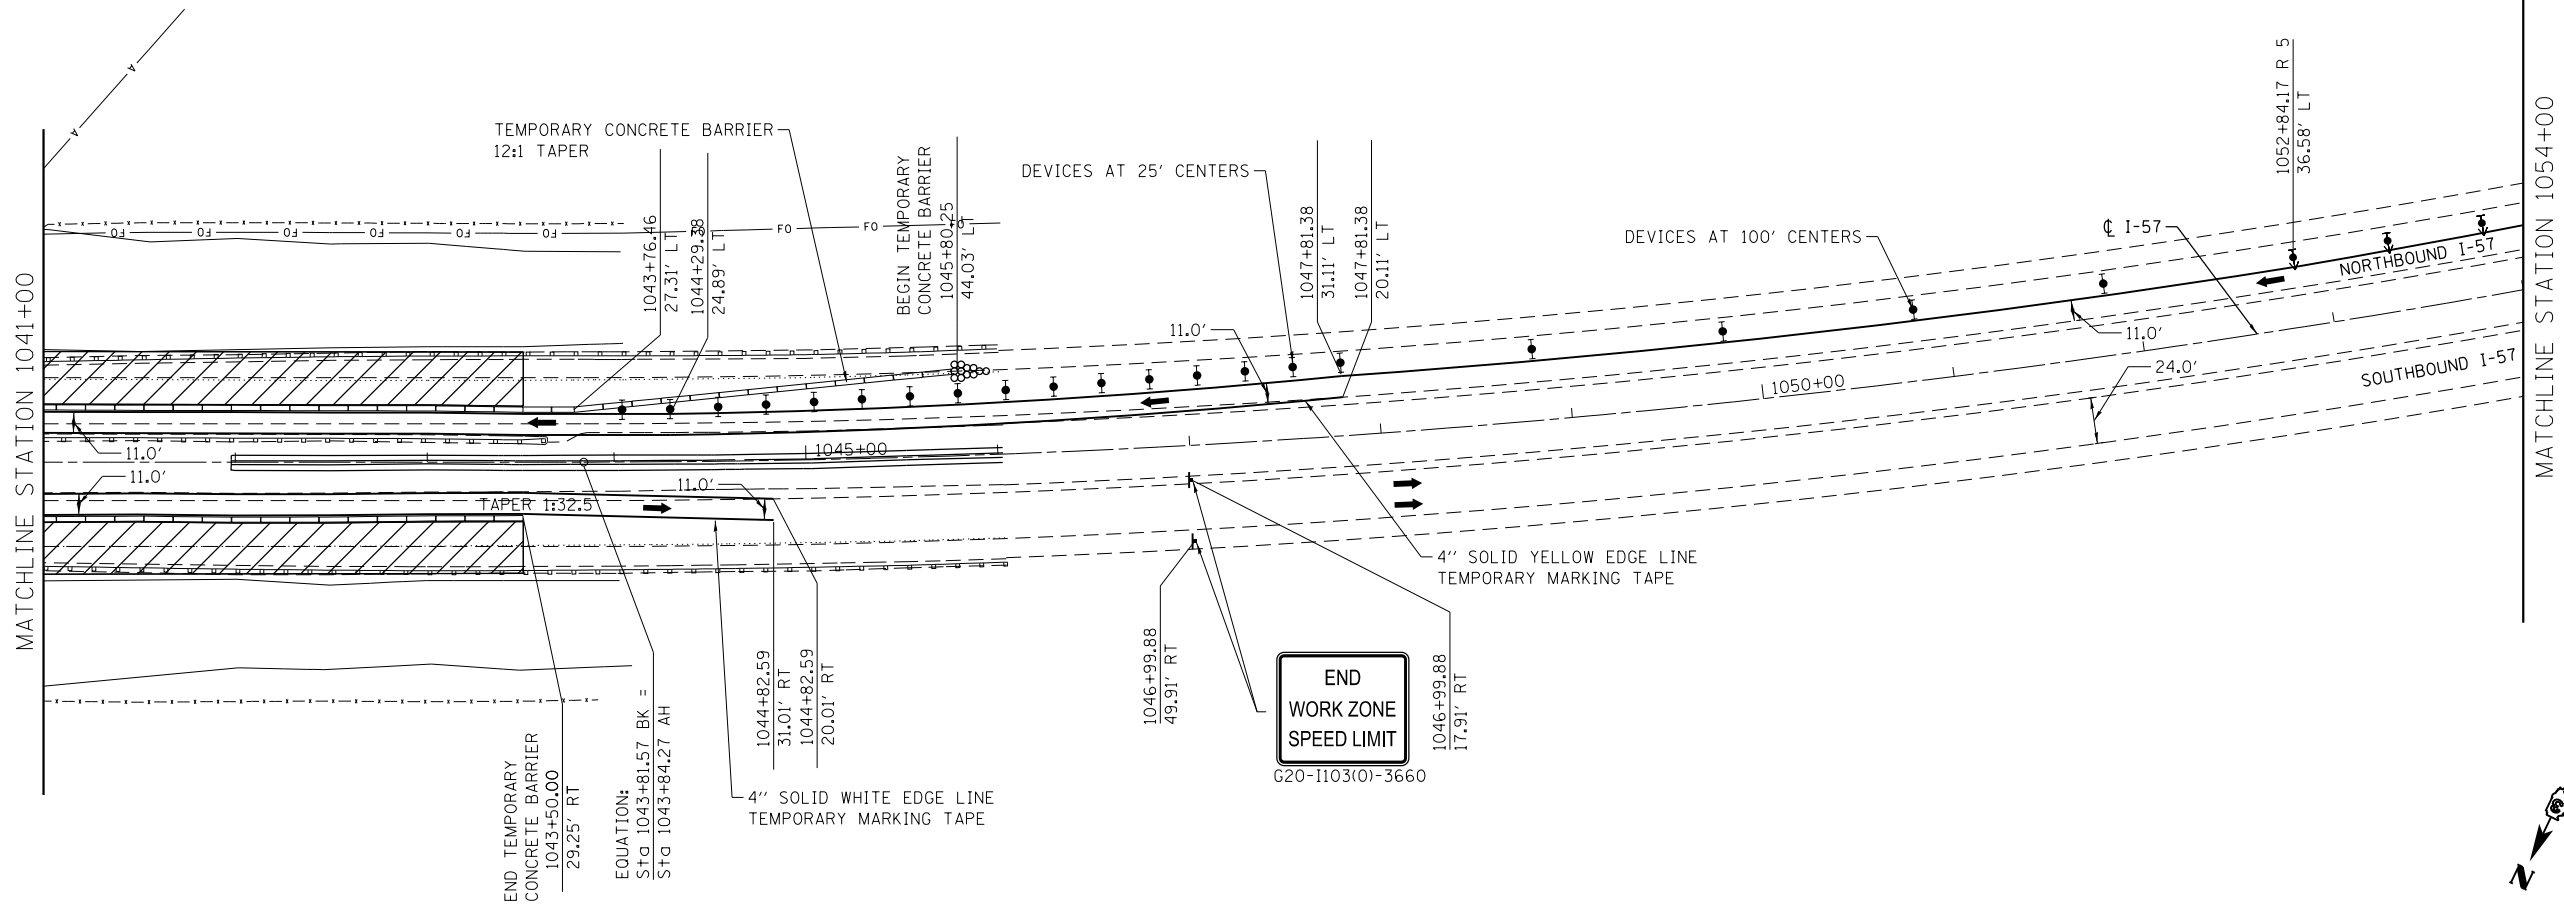 MATCHLINE STATION 1041+00
TEMPORARY CONCRETE BARRIER
12:1 TAPER
1043+76.46
27.31' LT
1044+29.38
24.89' LT
BEGIN TEMPORARY
CONCRETE BARRIER
1045+80.25
44.03' LT
DEVICES AT 25' CENTERS
1047+81.38
31.11' LT
1047+81.38
20.11' LT
DEVICES AT 100' CENTERS
℄ I-57
1052+84.17 R 5
36.58' LT
MATCHLINE STATION 1054+00
A
A
FO
FO
FO
FO
FO
FO
FO
FO
FO
NORTHBOUND I-57
SOUTHBOUND I-57
11.0'
11.0'
24.0'
1050+00
1045+00
11.0'
11.0'
11.0'
TAPER 1:32.5
4'' SOLID YELLOW EDGE LINE
TEMPORARY MARKING TAPE
END TEMPORARY
CONCRETE BARRIER
1043+50.00
29.25' RT
EQUATION:
Sta 1043+81.57 BK =
Sta 1043+84.27 AH
1044+82.59
31.01' RT
1044+82.59
20.01' RT
4'' SOLID WHITE EDGE LINE
TEMPORARY MARKING TAPE
1046+99.88
49.91' RT
END
WORK ZONE
SPEED LIMIT
G20-I103(0)-3660
1046+99.88
17.91' RT
N